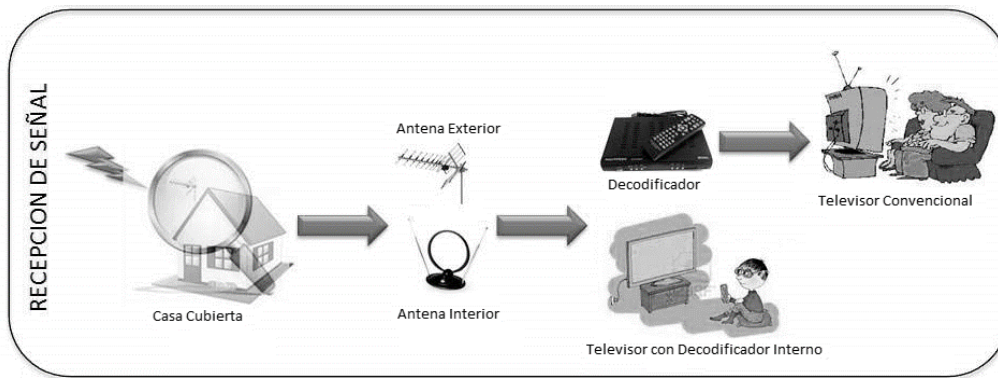 RECEPCION DE SEÑAL
Casa Cubierta
Antena Exterior
Antena Interior
Decodificador
Televisor con Decodificador Interno
Televisor Convencional